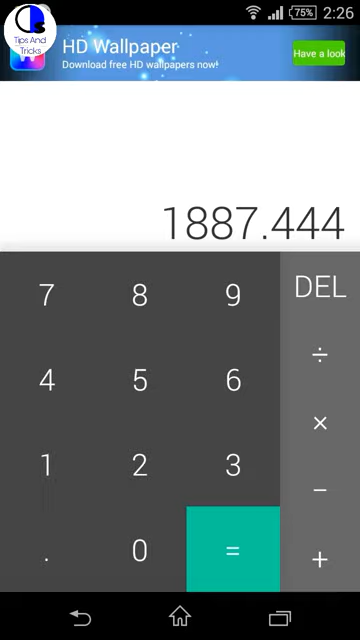 75%
2:26
Tips And
Tricks
HD Wallpaper
Download free HD wallpapers now!
Have a look
1887.444
7 8 9 DEL
÷
4 5 6
×
1 2 3
−
. 0 = +